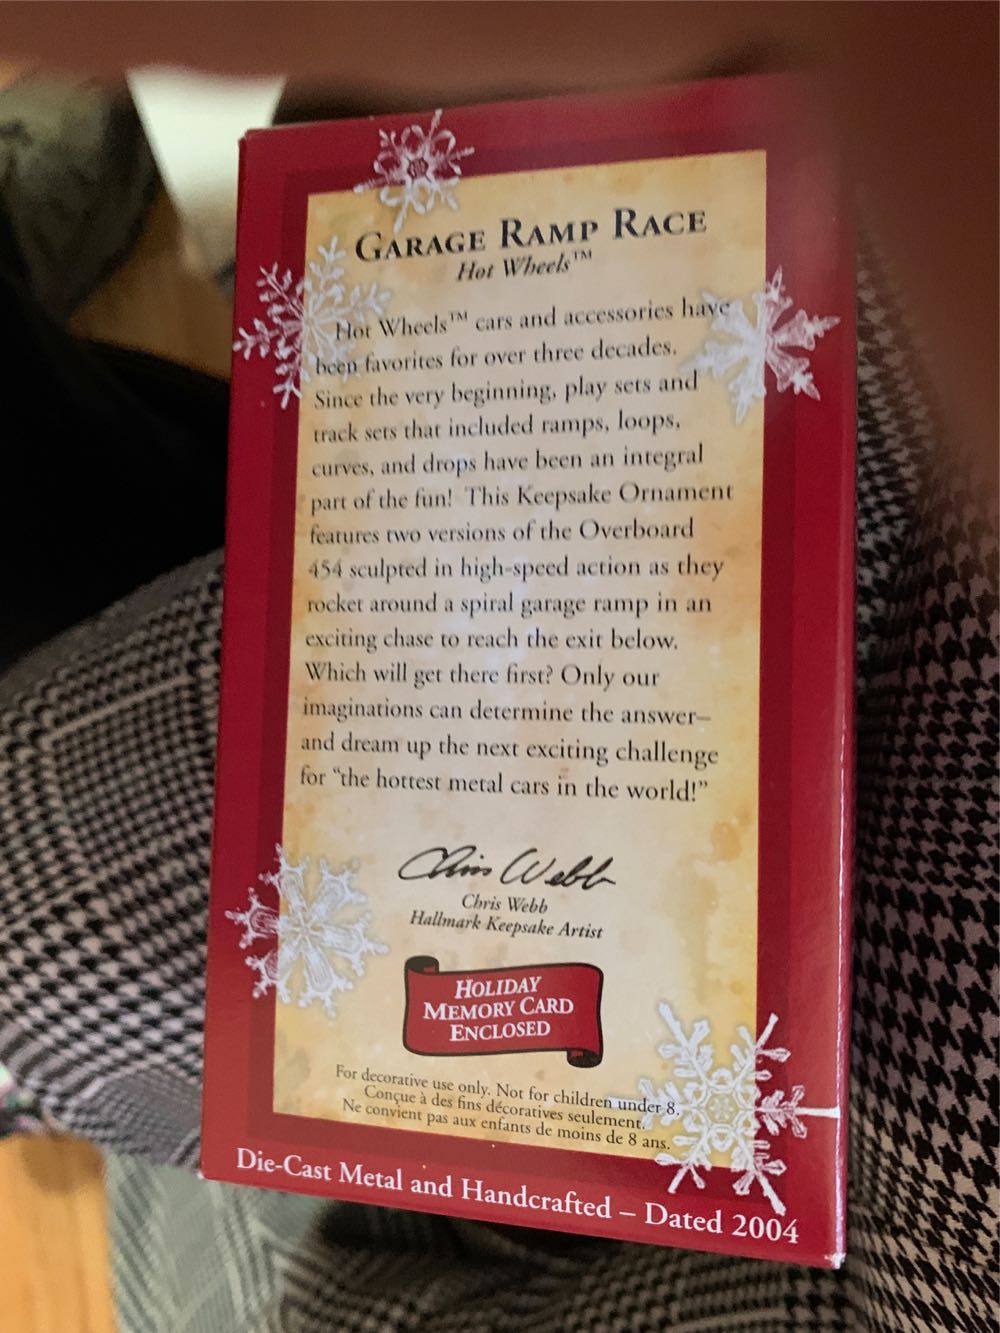 GARAGE RAMP RACE
Hot Wheels™
Hot Wheels™ cars and accessories have
been favorites for over three decades.
Since the very beginning, play sets and
track sets that included ramps, loops,
curves, and drops have been an integral
part of the fun! This Keepsake Ornament
features two versions of the Overboard
454 sculpted in high-speed action as they
rocket around a spiral garage ramp in an
exciting chase to reach the exit below.
Which will get there first? Only our
imaginations can determine the answer–
and dream up the next exciting challenge
for “the hottest metal cars in the world!”
Chris Webb
Chris Webb
Hallmark Keepsake Artist
HOLIDAY
MEMORY CARD
ENCLOSED
For decorative use only. Not for children under 8.
Conçue à des fins décoratives seulement.
Ne convient pas aux enfants de moins de 8 ans.
Die-Cast Metal and Handcrafted – Dated 2004